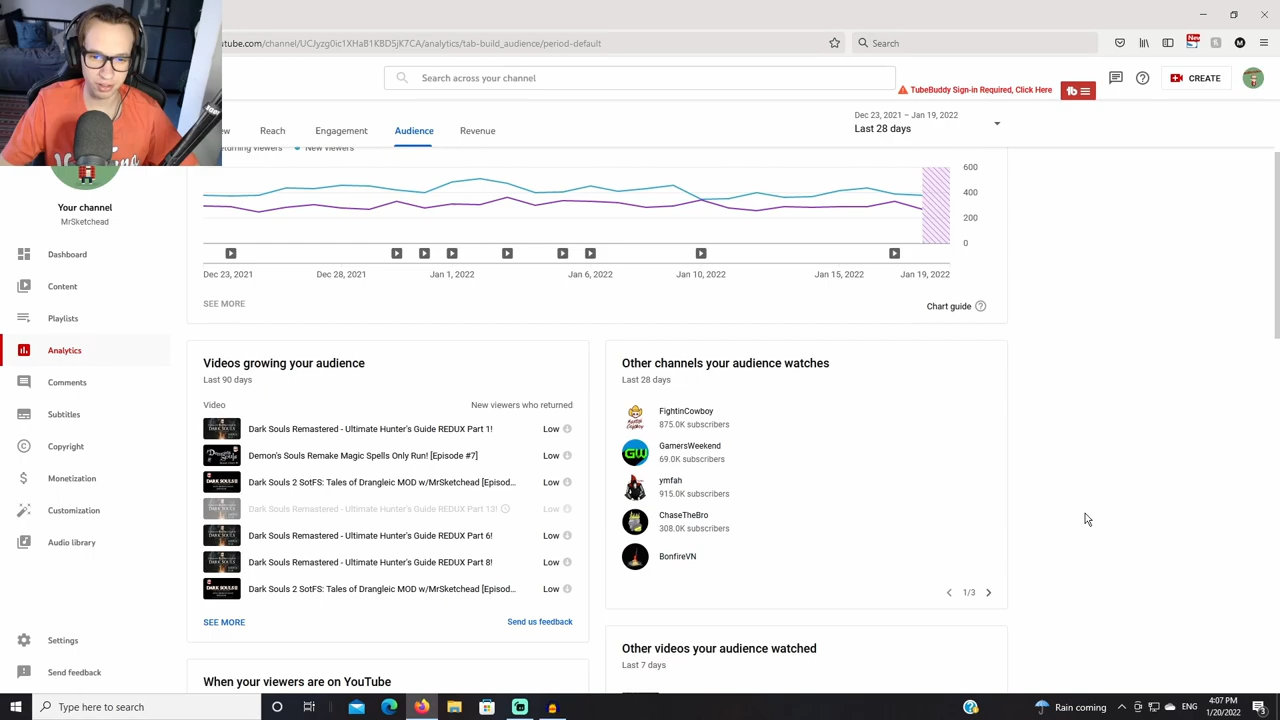 tube.com/channel/UCJyzg0ic1XHaB1KBD5jK7CA/Analytics/tab-build_audience/period-default
Search
New
Search across your channel
TubeBuddy Sign-in Required, Click Here
tb
CREATE
Reach
Engagement
Audience
Revenue
Dec 23, 2021 – Jan 19, 2022
Last 28 days
New viewers
600
400
200
0
Dec 23, 2021
Dec 28, 2021
Jan 1, 2022
Jan 6, 2022
Jan 10, 2022
Jan 15, 2022
Jan 19, 2022
SEE MORE
Chart guide
Your channel
MrSketchead
Dashboard
Content
Playlists
Analytics
Comments
Subtitles
Copyright
Monetization
Customization
Audio library
Settings
Send feedback
Videos growing your audience
Last 90 days
Video
New viewers who returned
Dark Souls Remastered - Ultimate Hunter's Guide REDUX Part 1! Low
Demon's Souls Remake Magic Spells Only Run! [Episode #7] Low
Dark Souls 2 SotFS: Tales of Drangleic MOD w/MrSketchead [Episod... Low
Dark Souls Remastered - Ultimate Hunter's Guide REDUX Part 13! Low
Dark Souls Remastered - Ultimate Hunter's Guide REDUX Part 6! Low
Dark Souls Remastered - Ultimate Hunter's Guide REDUX Part 8! Low
Dark Souls 2 SotFS: Tales of Drangleic MOD w/MrSketchead [Episod... Low
SEE MORE
Send us feedback
When your viewers are on YouTube
Other channels your audience watches
Last 28 days
FightinCowboy
875.0K subscribers
GW
GamersWeekend
69.0K subscribers
ymfah
915.0K subscribers
ChaseTheBro
308.0K subscribers
BonfireVN
1/3
Other videos your audience watched
Last 7 days
Type here to search
Rain coming
ENG
4:07 PM
1/20/2022